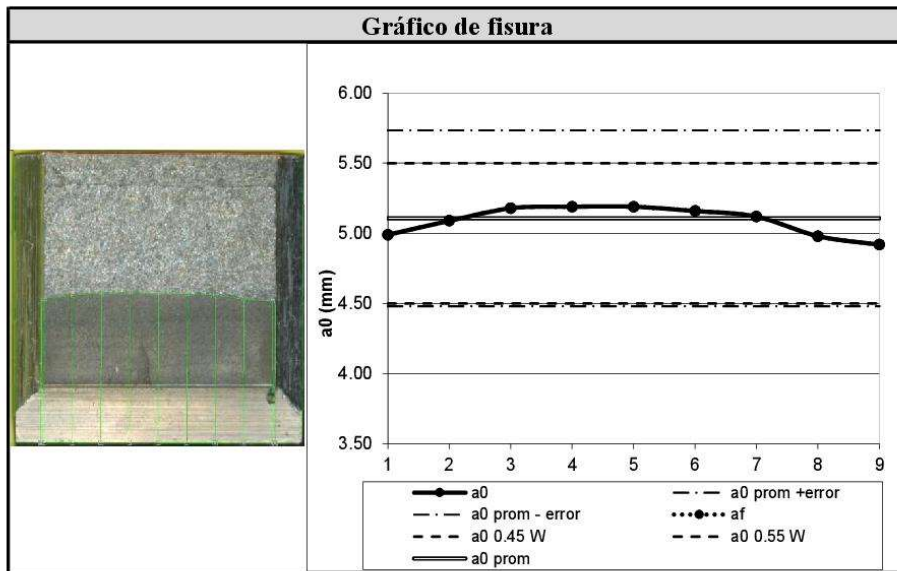 Gráfico de fisura
6.00
5.50
5.00
4.50
4.00
3.50
a0 (mm)
1 2 3 4 5 6 7 8 9
a0 a0 prom +error
a0 prom - error af
a0 0.45 W a0 0.55 W
a0 prom